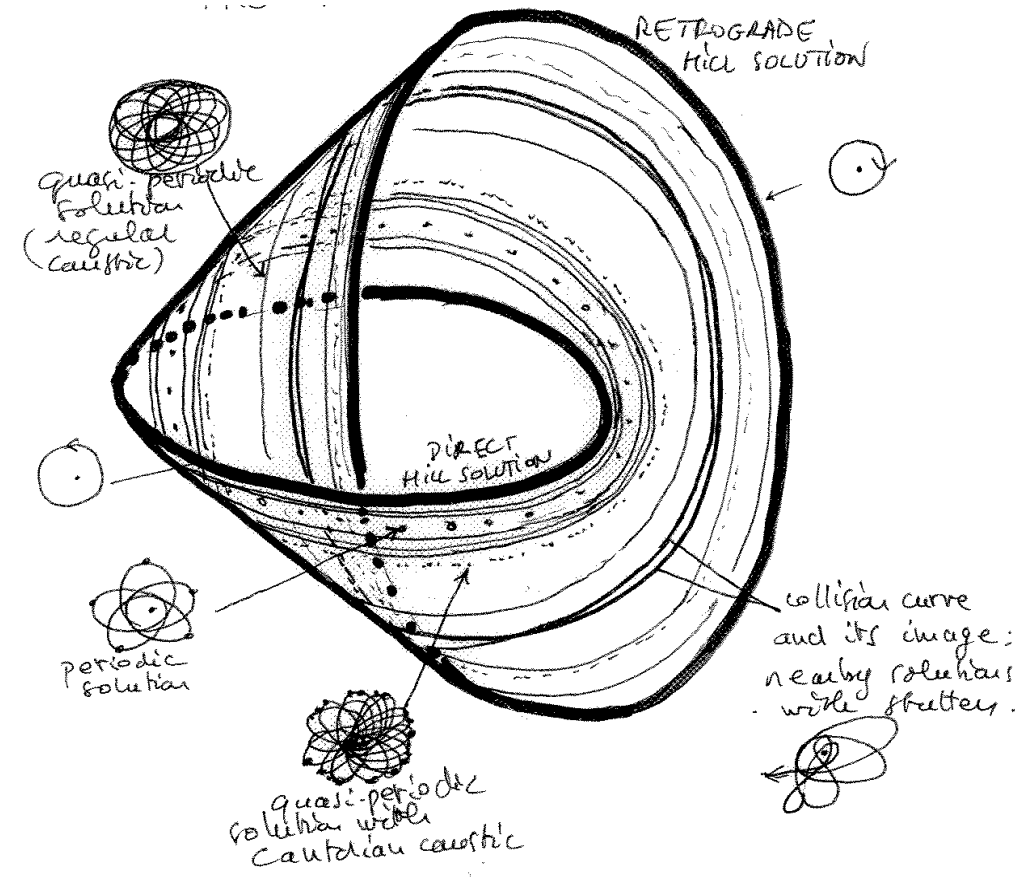 RETROGRADE
Hill SOLUTION
quasi-periodic
solution
(regular
caustic)
DIRECT
Hill SOLUTION
periodic
solution
collision curve
and its image:
nearby solutions
with
quasi-periodic
solution with
Cantorian caustic